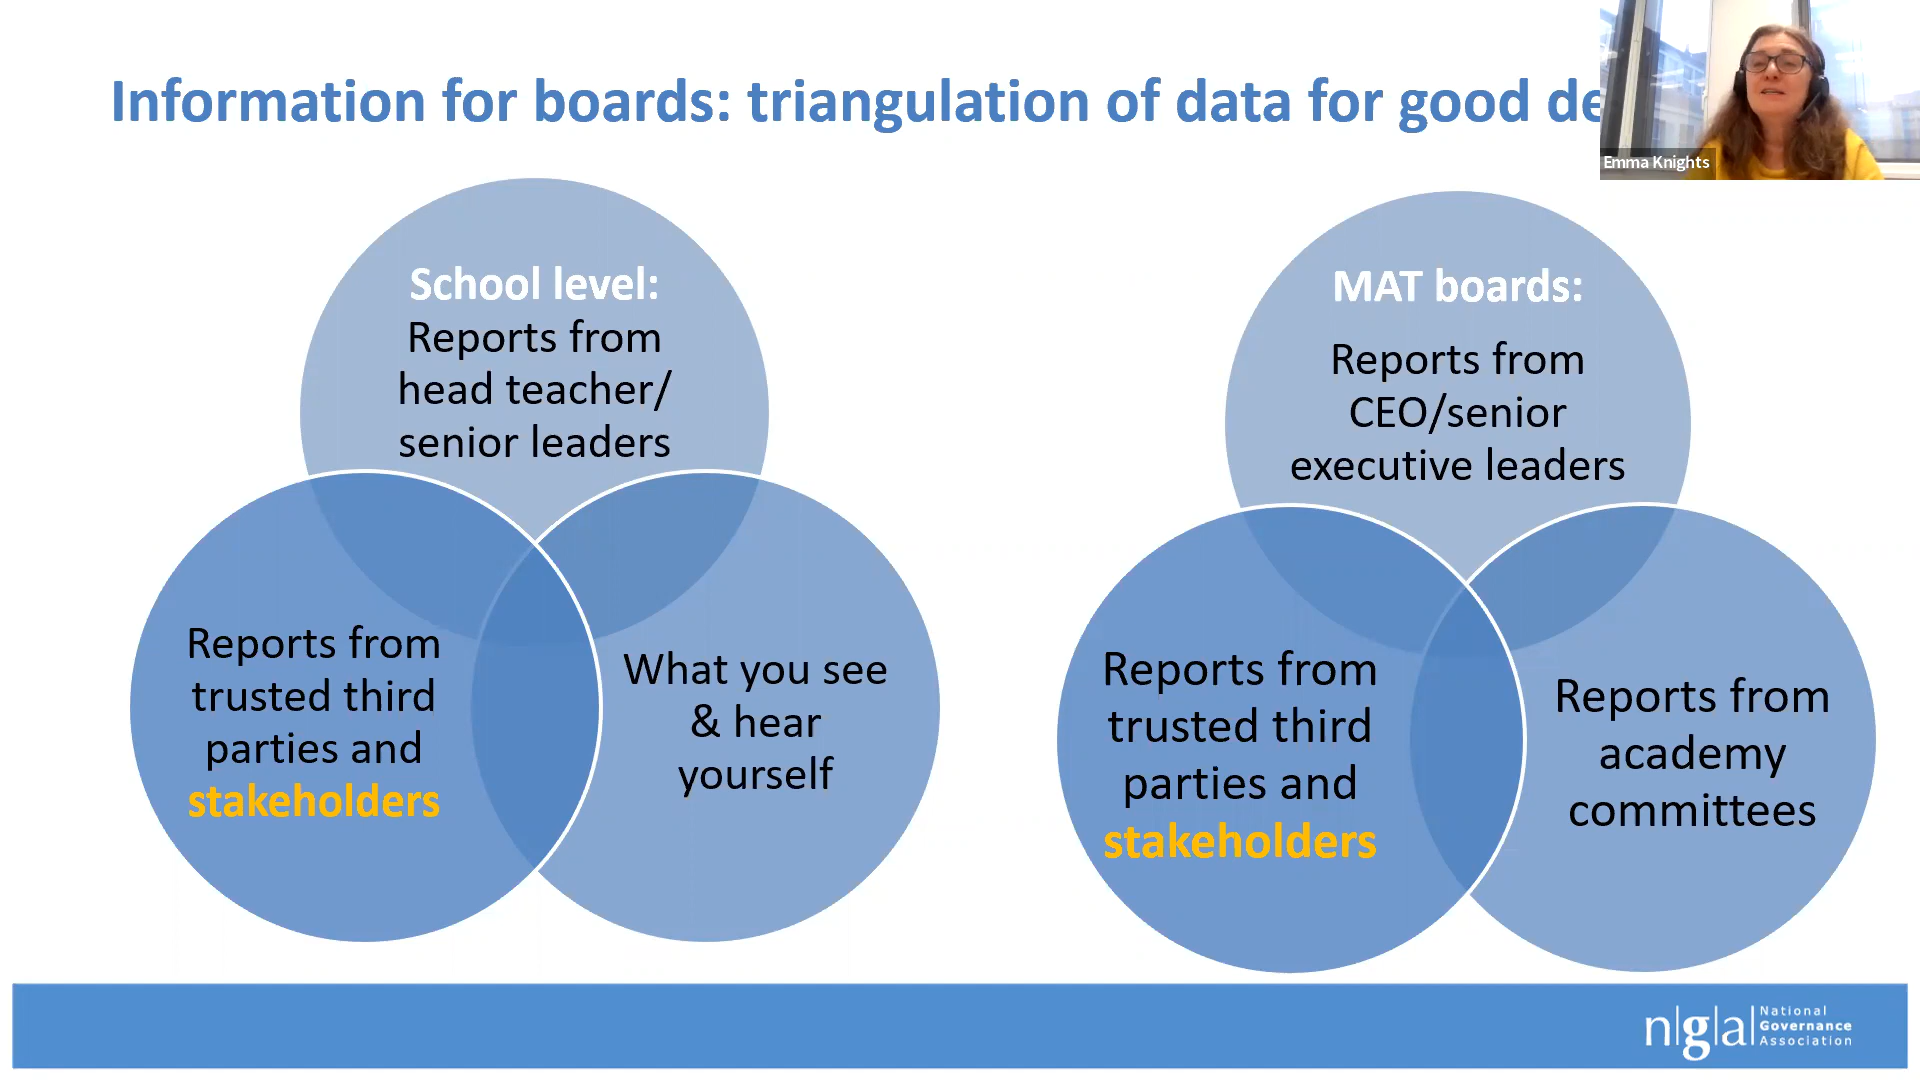 Information for boards: triangulation of data for good de
Emma Knights
School level:
Reports from
head teacher/
senior leaders
Reports from
trusted third
parties and
stakeholders
What you see
& hear
yourself
MAT boards:
Reports from
CEO/senior
executive leaders
Reports from
trusted third
parties and
stakeholders
Reports from
academy
committees
n|g|a
National
Governance
Association